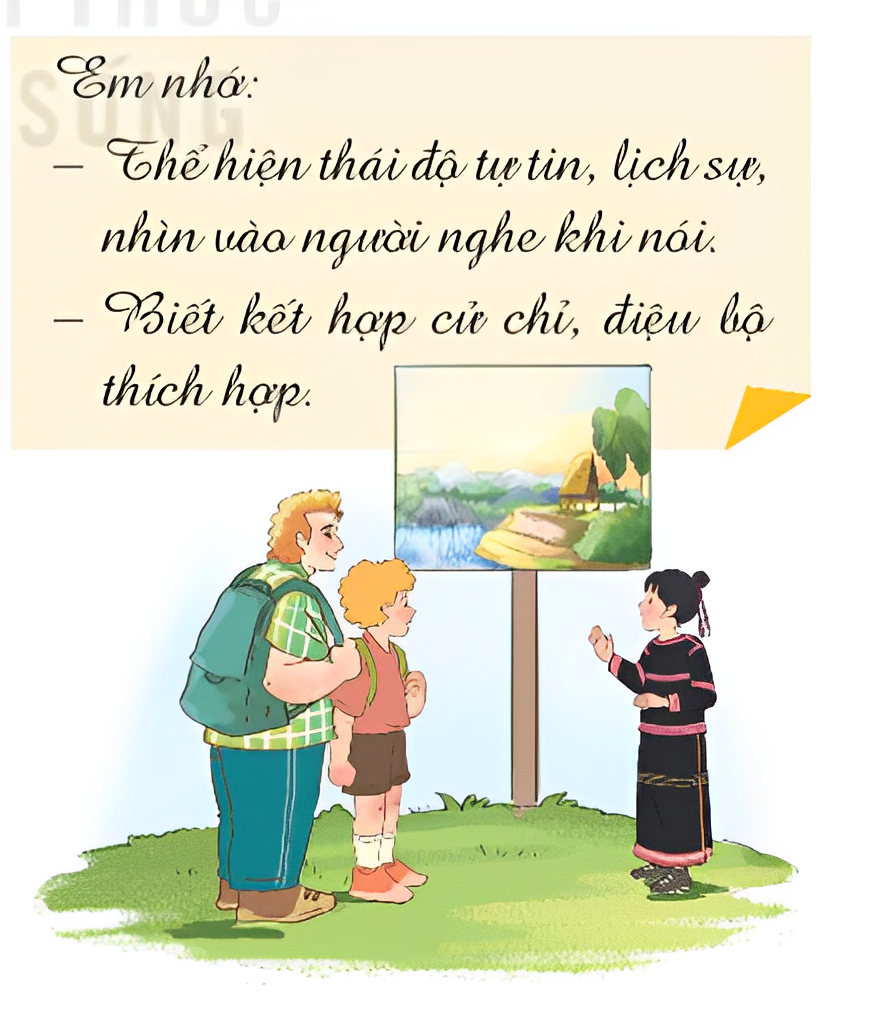 SỐNG
Em nhớ:
– Thể hiện thái độ tự tin, lịch sự,
nhìn vào người nghe khi nói.
– Biết kết hợp cử chỉ, điệu bộ
thích hợp.